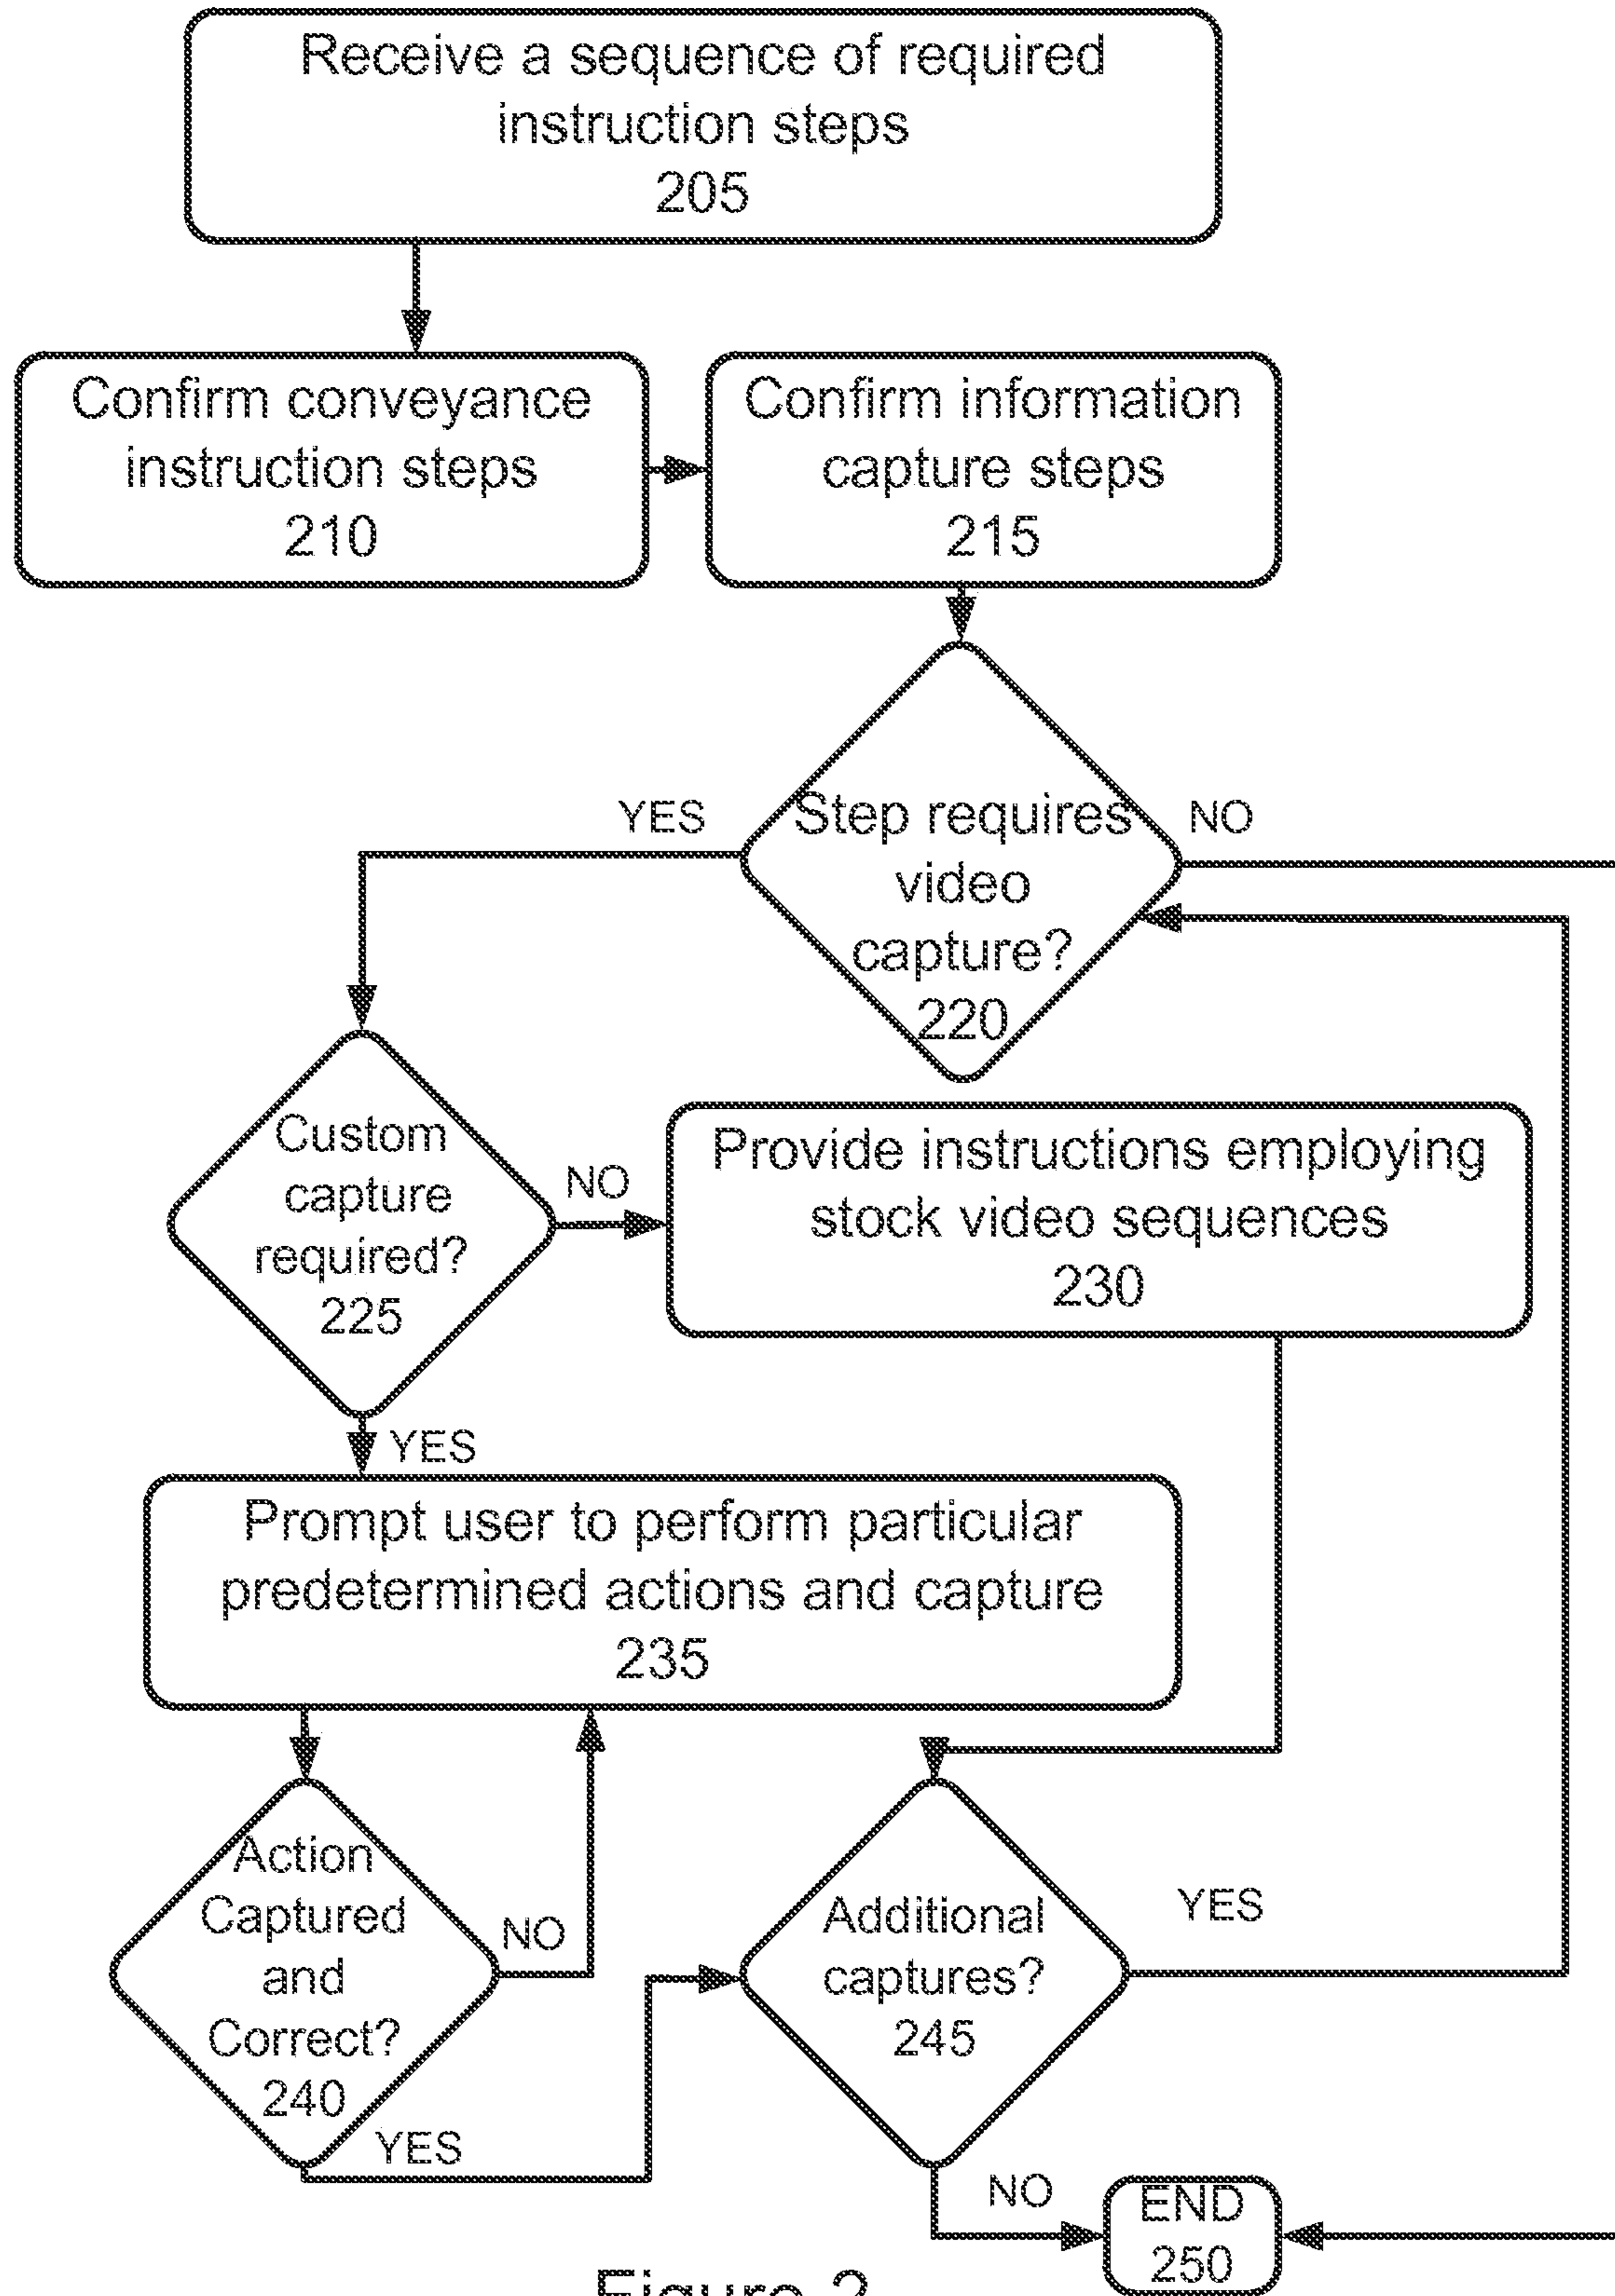 Receive a sequence of required
instruction steps
205
Confirm conveyance
instruction steps
210
Confirm information
capture steps
215
Step requires
video
capture?
220
YES
NO
Custom
capture
required?
225
NO
Provide instructions employing
stock video sequences
230
YES
Prompt user to perform particular
predetermined actions and capture
235
Action
Captured
and
Correct?
240
NO
YES
Additional
captures?
245
YES
NO
END
250
Figure 2